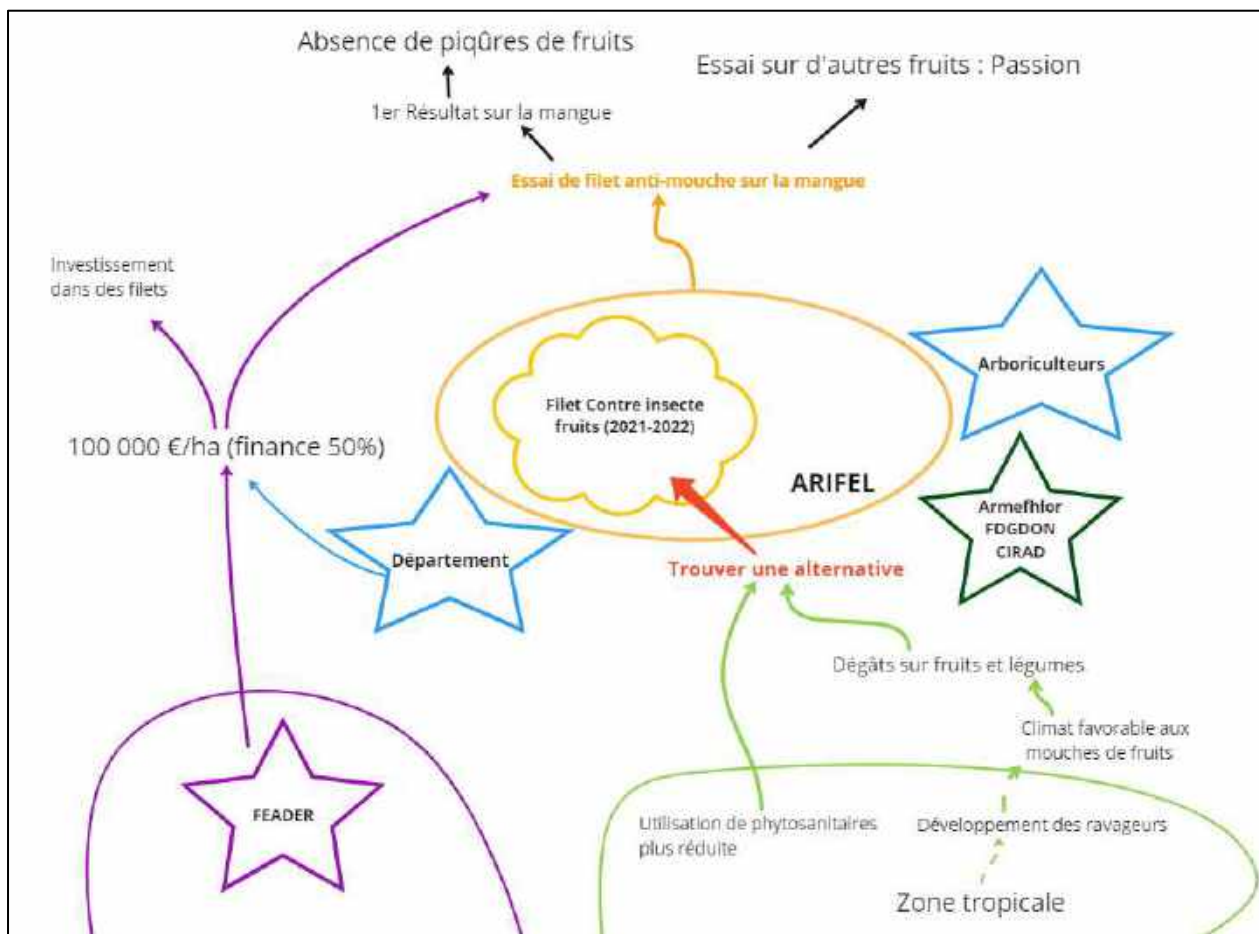 Absence de piqûres de fruits
Essai sur d'autres fruits : Passion
1er Résultat sur la mangue
Essai de filet anti-mouche sur la mangue
Investissement
dans des filets
Arboriculteurs
Filet Contre insecte
fruits (2021-2022)
100 000 €/ha (finance 50%)
ARIFEL
Armefhlor
FDGDON
CIRAD
Département
Trouver une alternative
Dégâts sur fruits et légumes
Climat favorable aux
mouches de fruits
FEADER
Utilisation de phytosanitaires
plus réduite
Développement des ravageurs
Zone tropicale